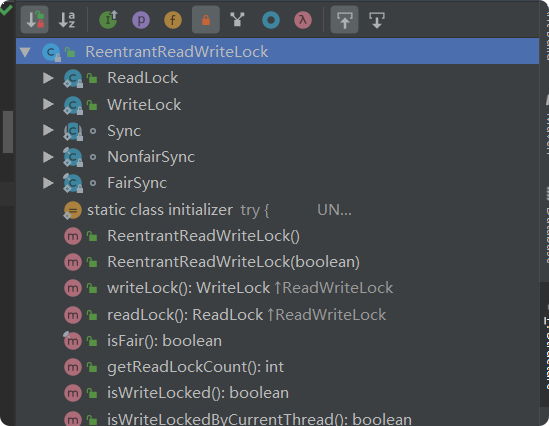 ReentrantReadWriteLock
ReadLock
WriteLock
Sync
NonfairSync
FairSync
static class initializer try { UN...
ReentrantReadWriteLock()
ReentrantReadWriteLock(boolean)
writeLock(): WriteLock ↑ReadWriteLock
readLock(): ReadLock ↑ReadWriteLock
isFair(): boolean
getReadLockCount(): int
isWriteLocked(): boolean
isWriteLockedByCurrentThread(): boolean